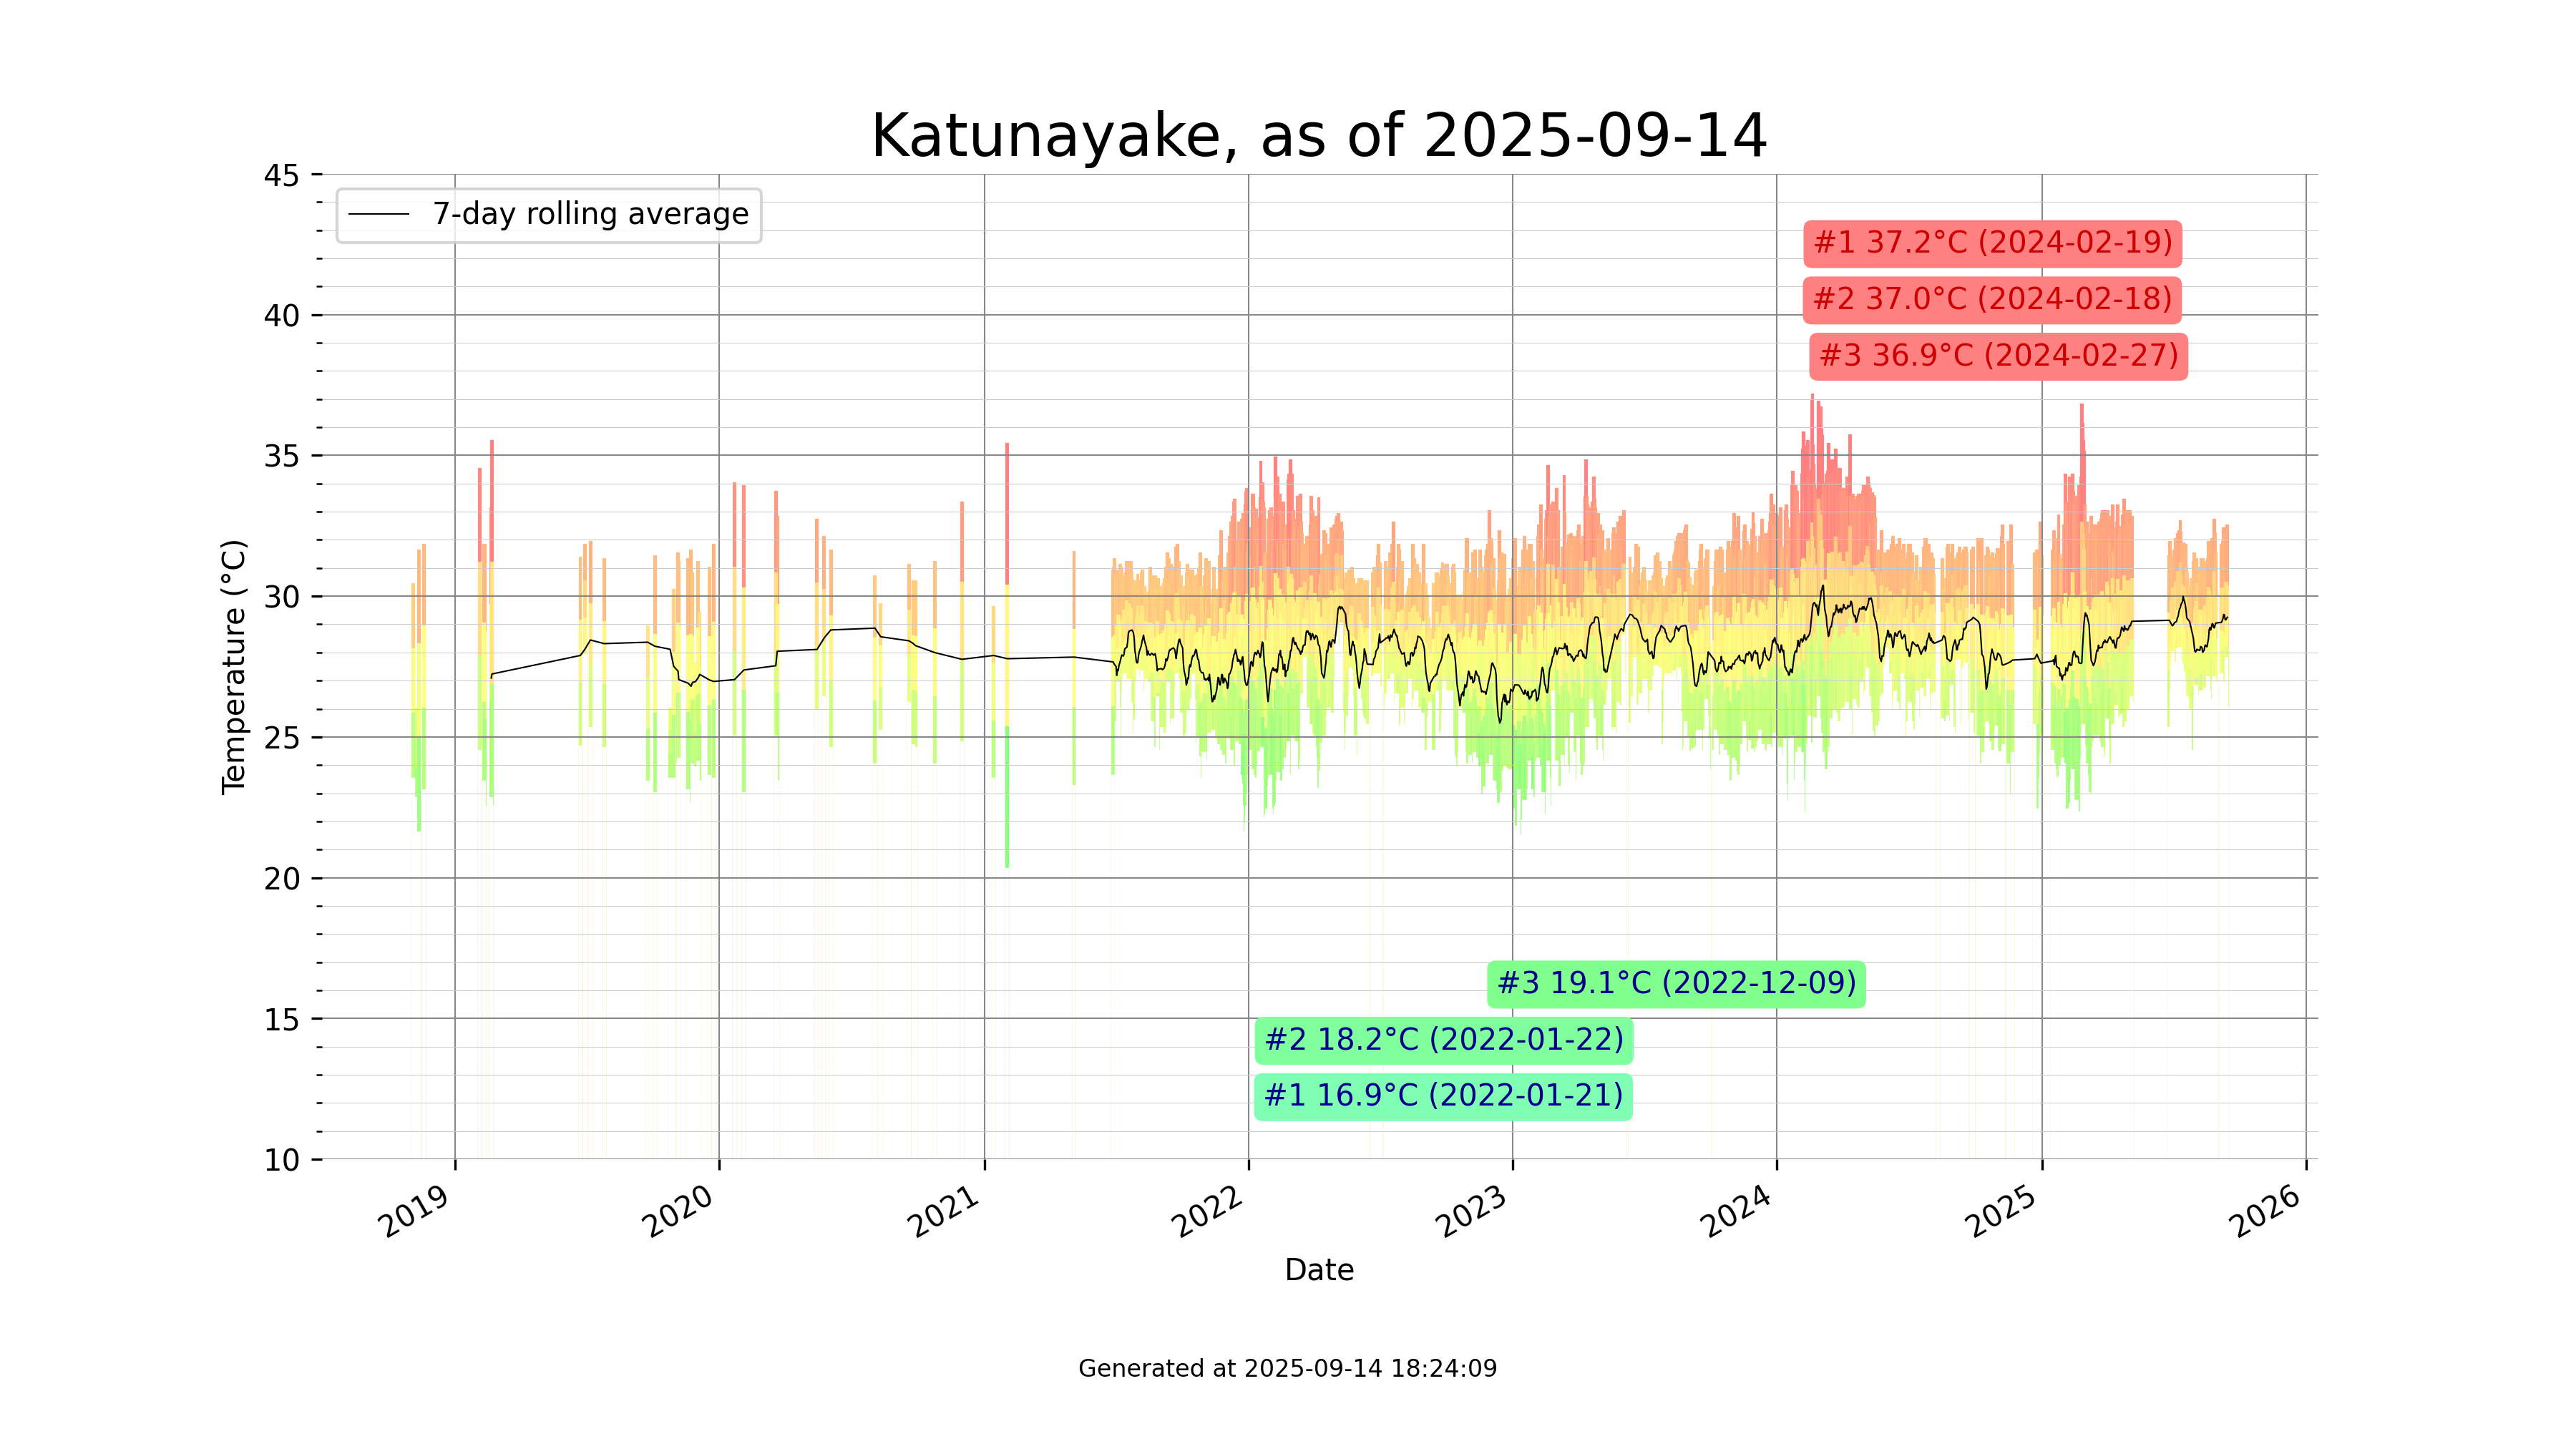 Katunayake, as of 2025-09-14
45
40
35
30
25
20
15
10
Temperature (°C)
7-day rolling average
#1 37.2°C (2024-02-19)
#2 37.0°C (2024-02-18)
#3 36.9°C (2024-02-27)
#3 19.1°C (2022-12-09)
#2 18.2°C (2022-01-22)
#1 16.9°C (2022-01-21)
2019
2020
2021
2022
2023
2024
2025
2026
Date
Generated at 2025-09-14 18:24:09